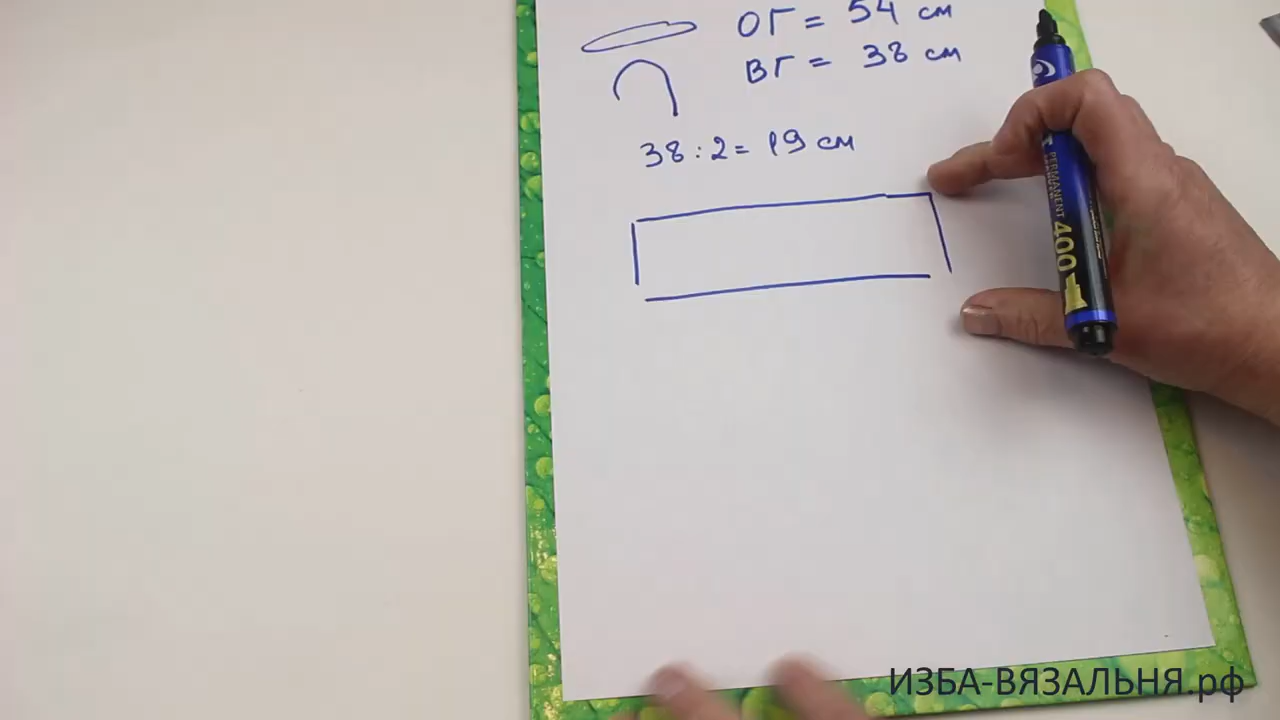 ОГ = 54 см
ВГ = 38 см
38 : 2 = 19 см
PERMANENT
400
ИЗБА-ВЯЗАЛЬНЯ.рф